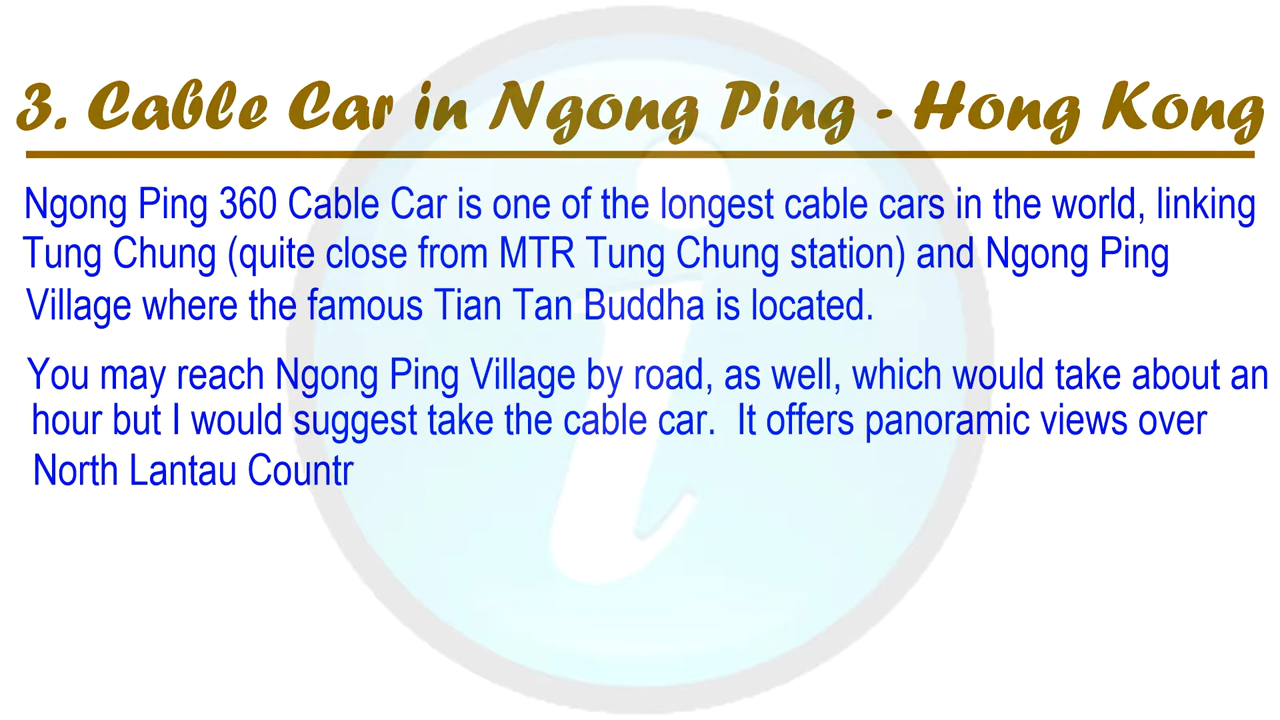 3. Cable Car in Ngong Ping - Hong Kong
Ngong Ping 360 Cable Car is one of the longest cable cars in the world, linking
Tung Chung (quite close from MTR Tung Chung station) and Ngong Ping
Village where the famous Tian Tan Buddha is located.
You may reach Ngong Ping Village by road, as well, which would take about an
hour but I would suggest take the cable car.  It offers panoramic views over
North Lantau Countr